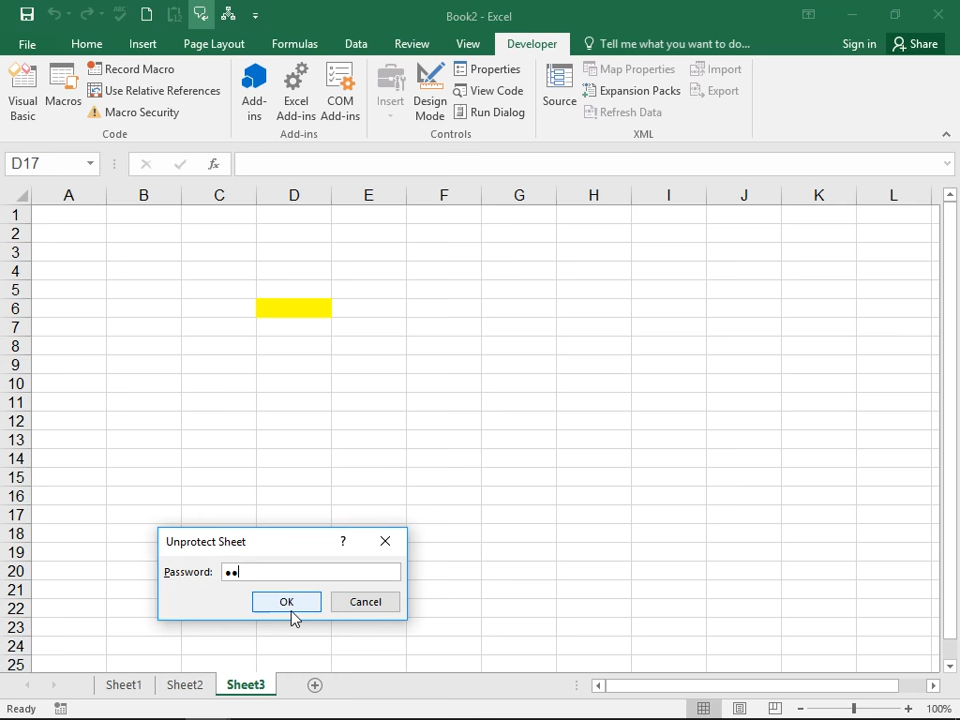 Book2 - Excel
File Home Insert Page Layout Formulas Data Review View Developer Tell me what you want to do... Sign in Share
Visual Basic
Macros
Record Macro
Use Relative References
Macro Security
Code
Add-ins
Excel Add-ins
COM Add-ins
Add-ins
Insert
Design Mode
Properties
View Code
Run Dialog
Controls
Source
Map Properties
Expansion Packs
Refresh Data
Import
Export
XML
D17
fx
A B C D E F G H I J K L
1
2
3
4
5
6
7
8
9
10
11
12
13
14
15
16
17
18
19
20
21
22
23
24
25
Unprotect Sheet ?
Password: ●●
OK Cancel
Sheet1 Sheet2 Sheet3
Ready 100%